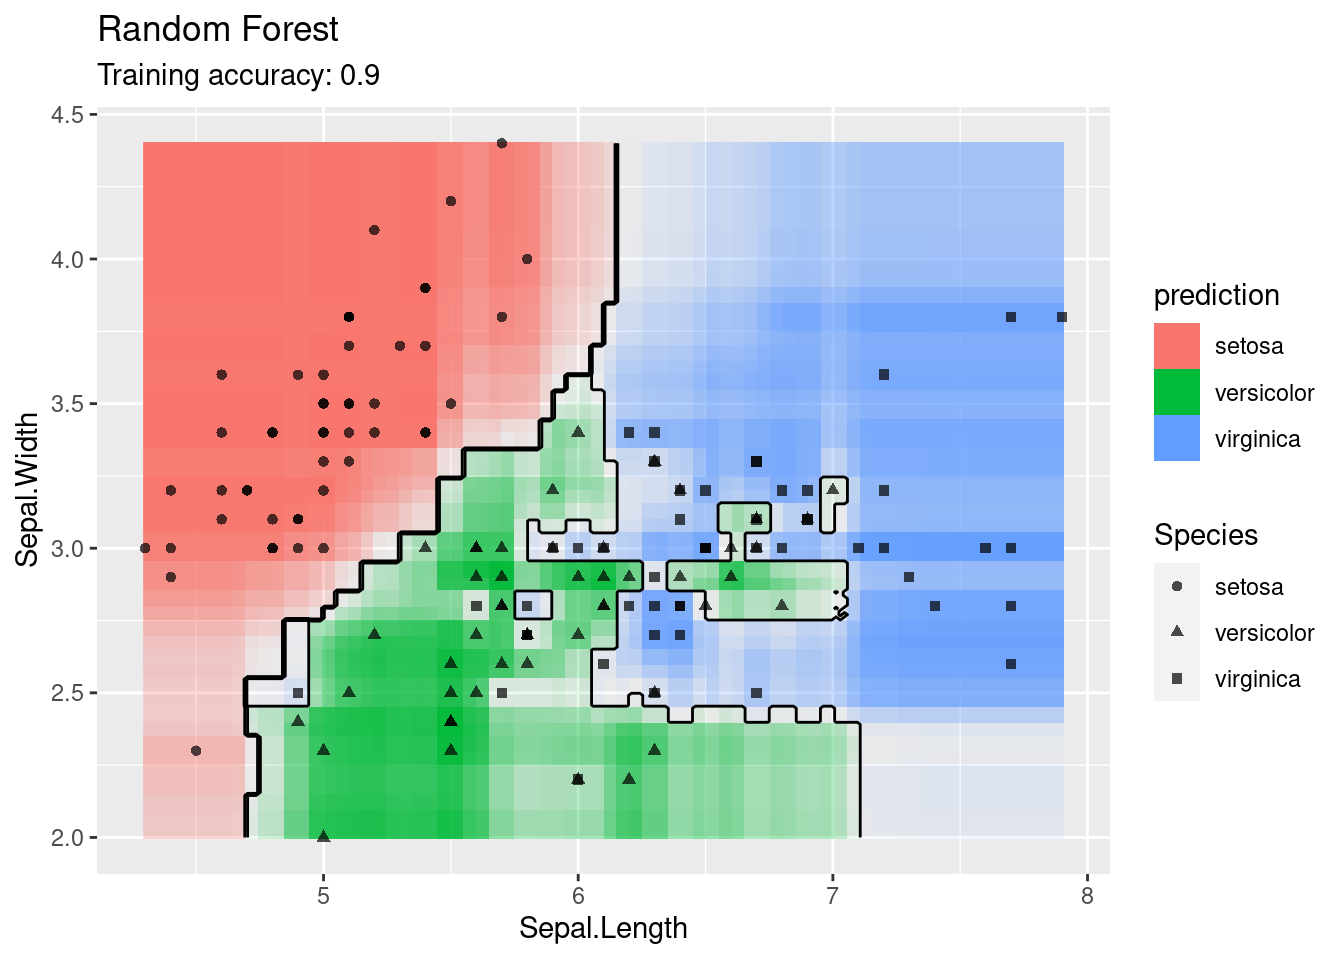 Random Forest
Training accuracy: 0.9
4.5
4.0
3.5
3.0
2.5
2.0
Sepal.Width
5 6 7 8
Sepal.Length
prediction
setosa
versicolor
virginica
Species
setosa
versicolor
virginica